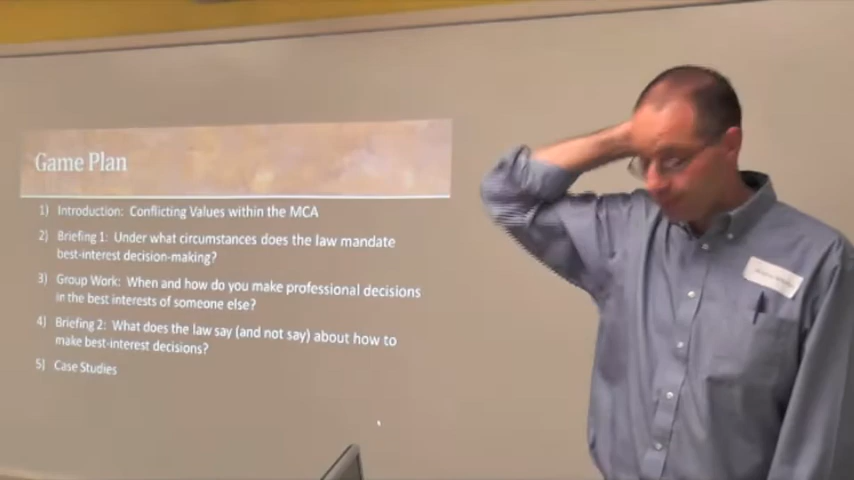 Game Plan
1) Introduction: Conflicting Values within the MCA
2) Briefing 1: Under what circumstances does the law mandate
best-interest decision-making?
3) Group Work: When and how do you make professional decisions
in the best interests of someone else?
4) Briefing 2: What does the law say (and not say) about how to
make best-interest decisions?
5) Case Studies